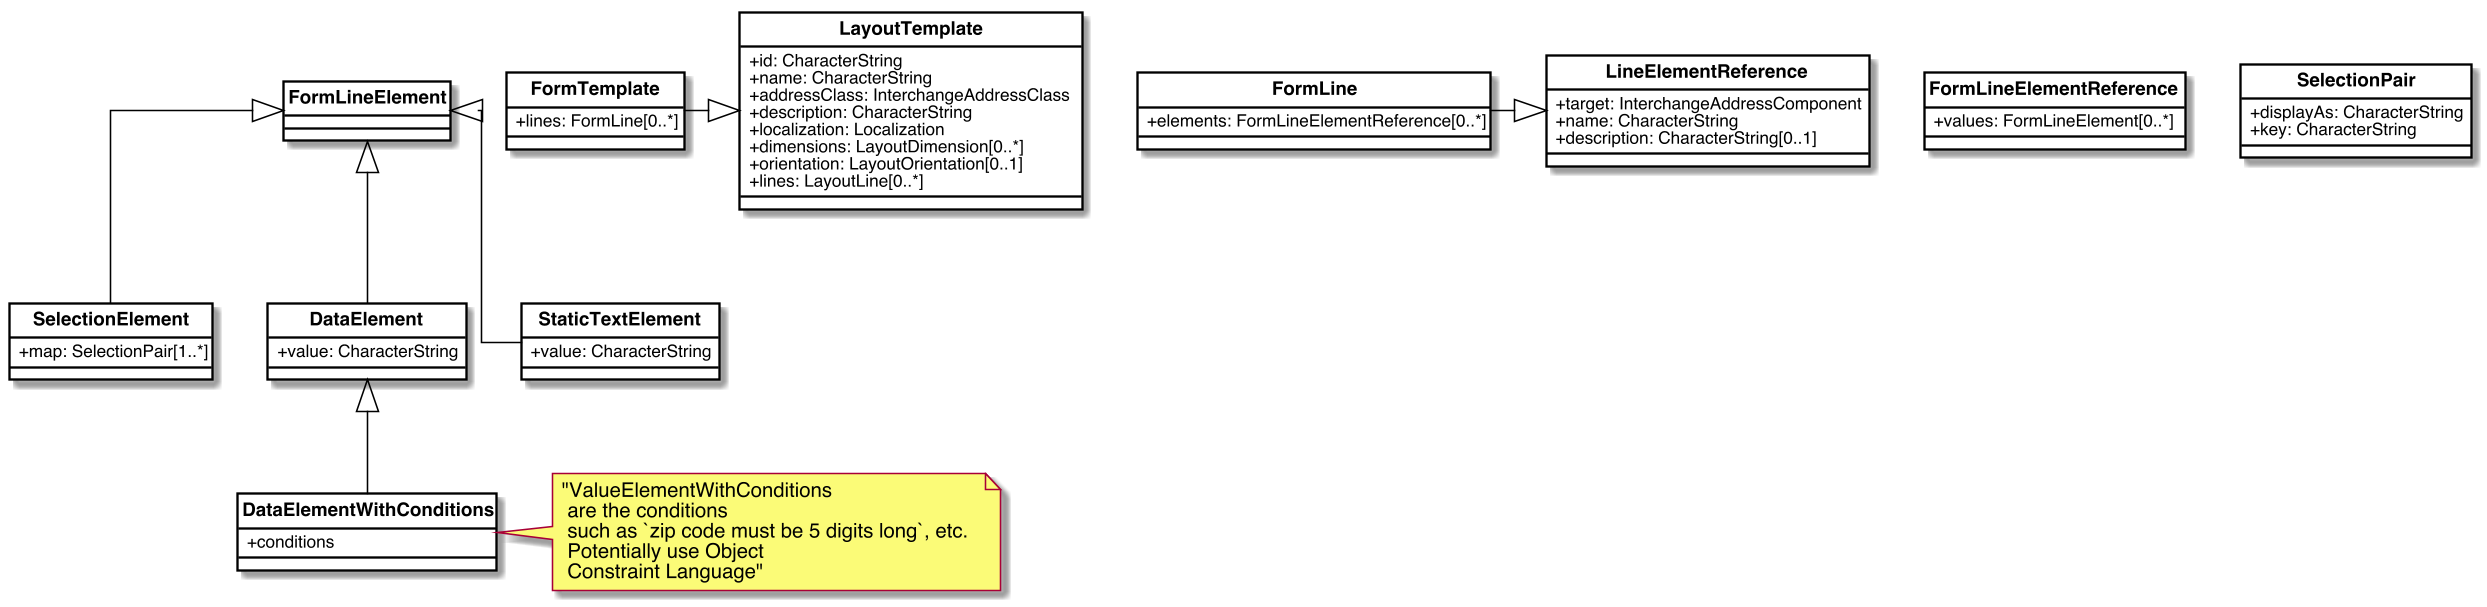 FormLineElement
FormTemplate
+lines: FormLine[0..*]
LayoutTemplate
+id: CharacterString
+name: CharacterString
+addressClass: InterchangeAddressClass
+description: CharacterString
+localization: Localization
+dimensions: LayoutDimension[0..*]
+orientation: LayoutOrientation[0..1]
+lines: LayoutLine[0..*]
FormLine
+elements: FormLineElementReference[0..*]
LineElementReference
+target: InterchangeAddressComponent
+name: CharacterString
+description: CharacterString[0..1]
FormLineElementReference
+values: FormLineElement[0..*]
SelectionPair
+displayAs: CharacterString
+key: CharacterString
SelectionElement
+map: SelectionPair[1..*]
DataElement
+value: CharacterString
StaticTextElement
+value: CharacterString
DataElementWithConditions
+conditions
"ValueElementWithConditions
are the conditions
such as `zip code must be 5 digits long`, etc.
Potentially use Object
Constraint Language"